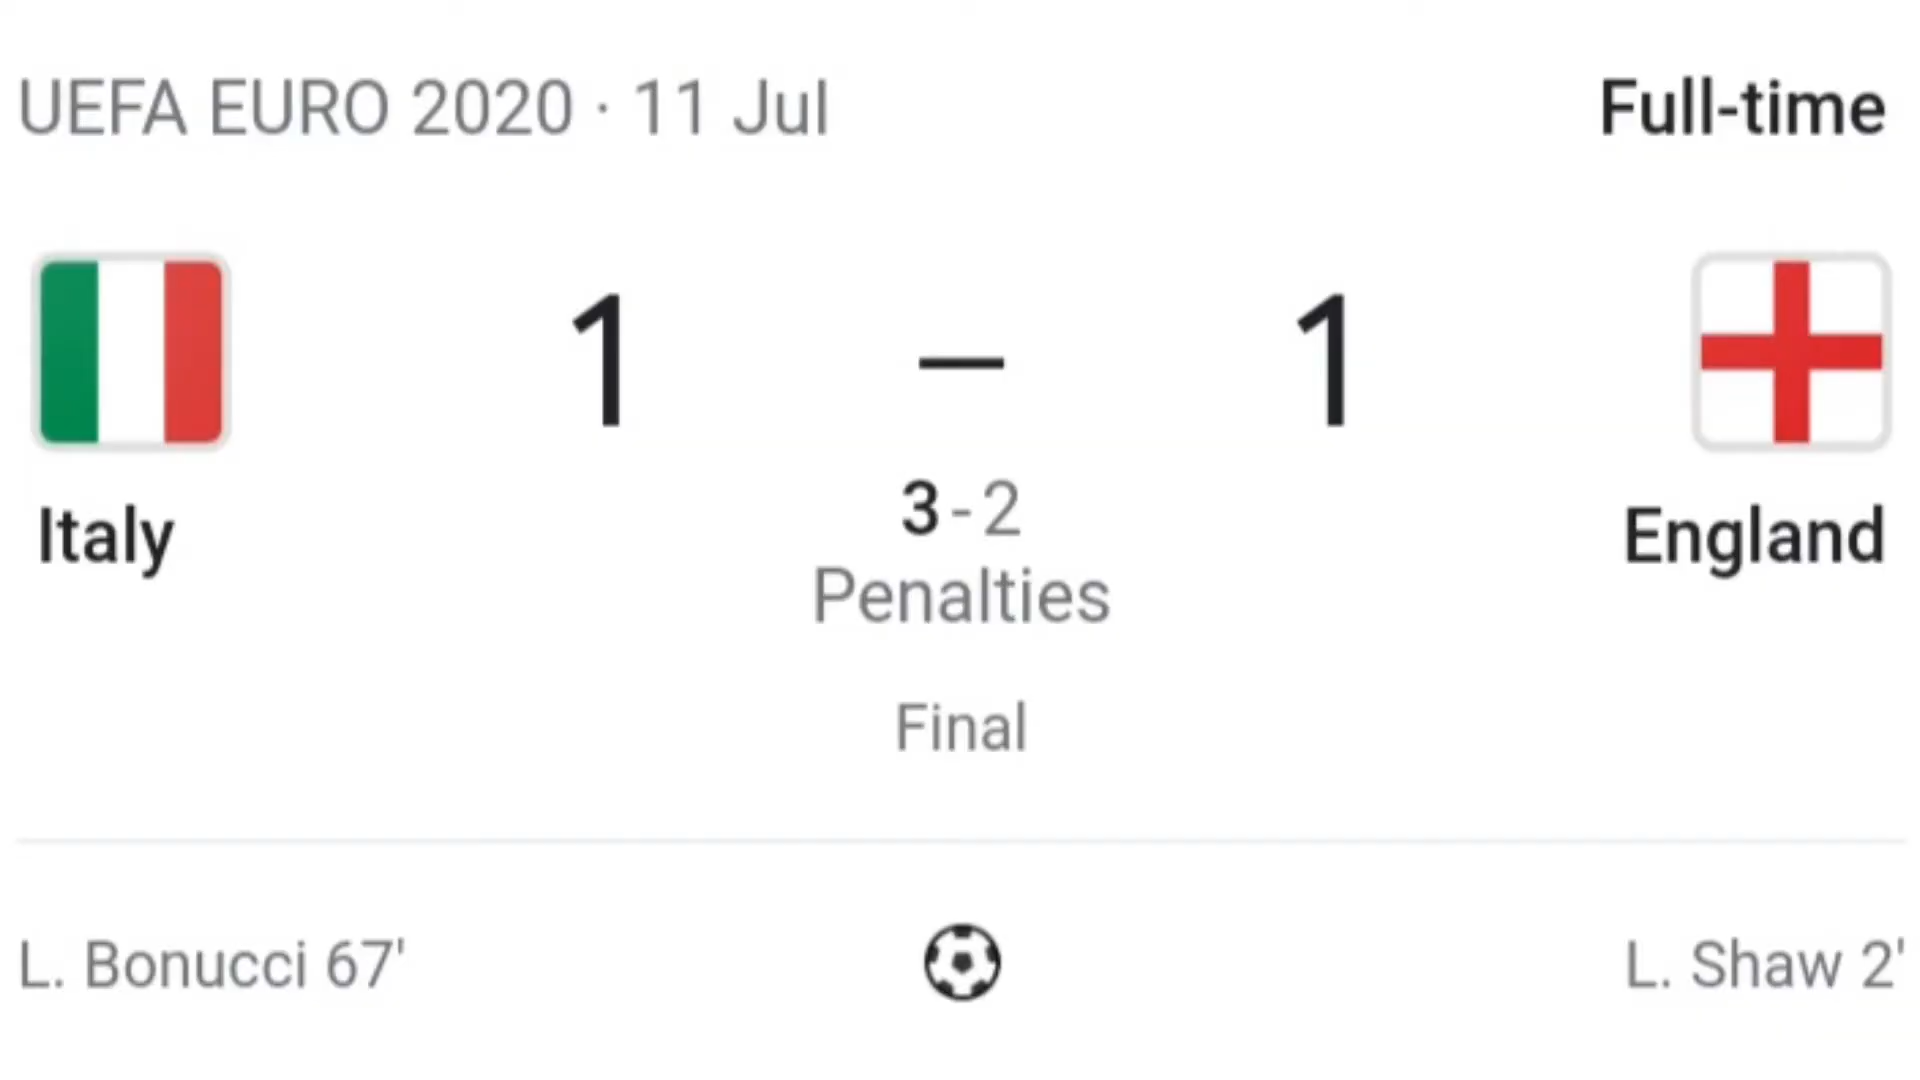 UEFA EURO 2020 · 11 Jul Full-time
1 – 1
Italy 3 - 2 England
Penalties
Final
L. Bonucci 67' L. Shaw 2'